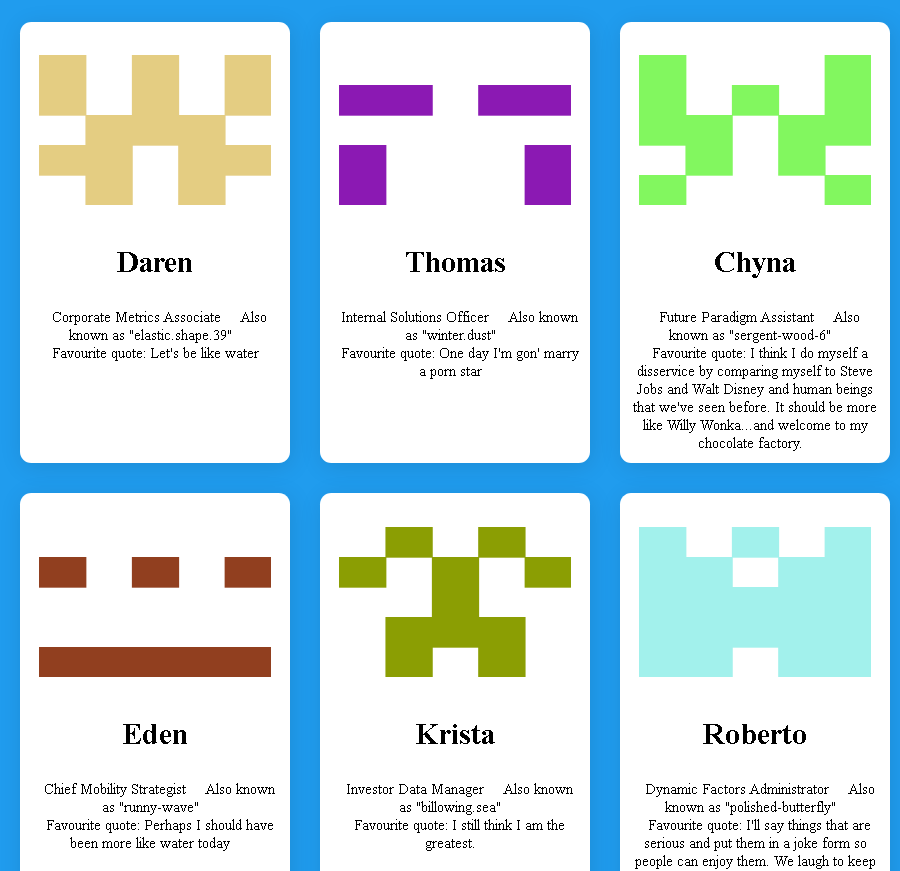 Daren
Corporate Metrics Associate Also
known as "elastic.shape.39"
Favourite quote: Let's be like water
Thomas
Internal Solutions Officer Also known
as "winter.dust"
Favourite quote: One day I'm gon' marry
a porn star
Chyna
Future Paradigm Assistant Also
known as "sergent-wood-6"
Favourite quote: I think I do myself a
disservice by comparing myself to Steve
Jobs and Walt Disney and human beings
that we've seen before. It should be more
like Willy Wonka...and welcome to my
chocolate factory.
Eden
Chief Mobility Strategist Also known
as "runny-wave"
Favourite quote: Perhaps I should have
been more like water today
Krista
Investor Data Manager Also known
as "billowing.sea"
Favourite quote: I still think I am the
greatest.
Roberto
Dynamic Factors Administrator Also
known as "polished-butterfly"
Favourite quote: I'll say things that are
serious and put them in a joke form so
people can enjoy them. We laugh to keep